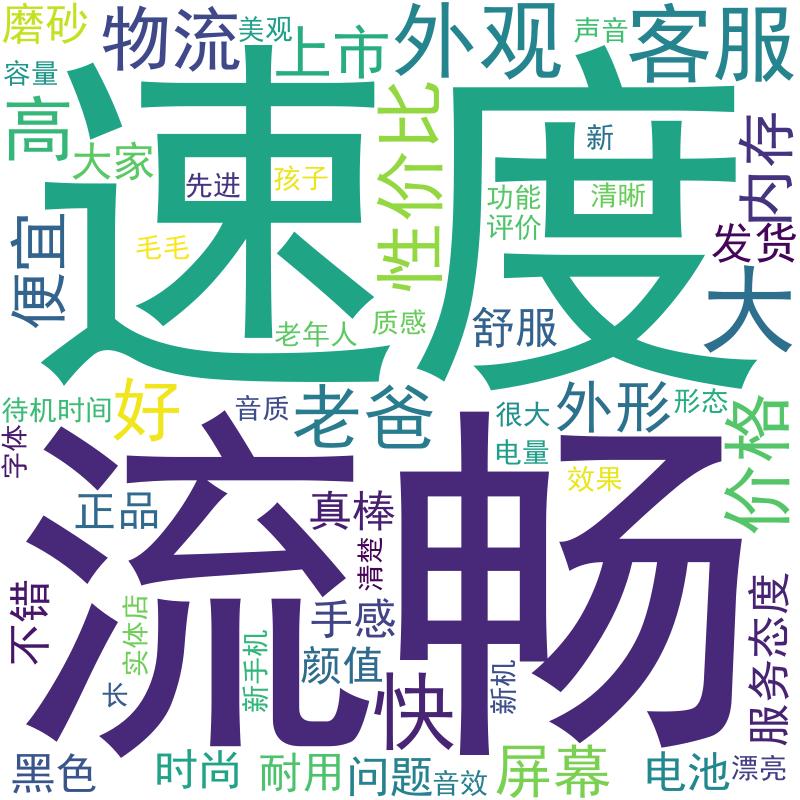 磨砂
物流
美观
上市
外观
声音
客服
容量
速度
高
大家
先进
孩子
性价比
新
内存
功能
清晰
评价
便宜
毛毛
发货
大
老年人
质感
舒服
待机时间
好
音质
老爸
很大
外形
形态
价格
字体
电量
正品
真棒
效果
流畅
清楚
不错
实体店
手感
服务态度
颜值
新手机
长
快
新机
黑色
时尚
耐用
问题
音效
屏幕
电池
漂亮